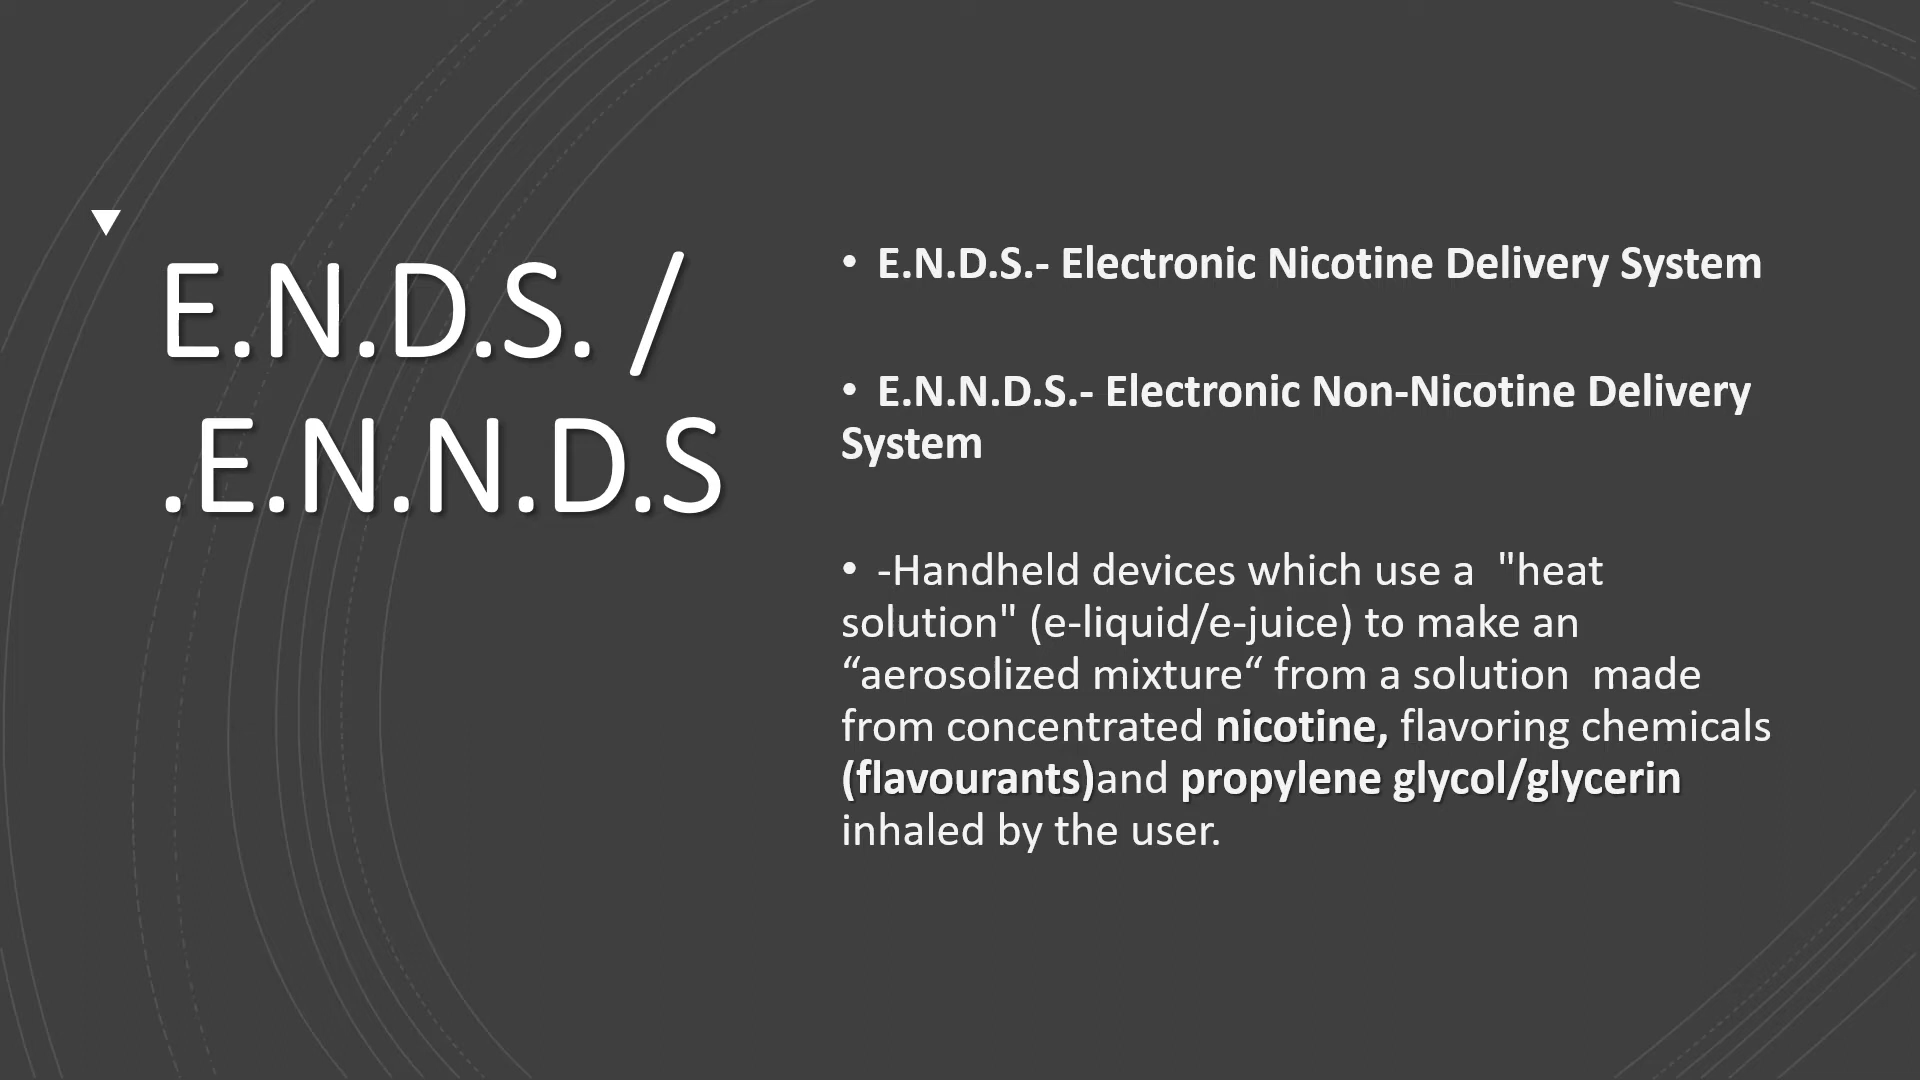 E.N.D.S. /
.E.N.N.D.S
• E.N.D.S.- Electronic Nicotine Delivery System
• E.N.N.D.S.- Electronic Non-Nicotine Delivery
System
• -Handheld devices which use a  "heat
solution" (e-liquid/e-juice) to make an
“aerosolized mixture“ from a solution  made
from concentrated nicotine, flavoring chemicals
(flavourants)and propylene glycol/glycerin
inhaled by the user.